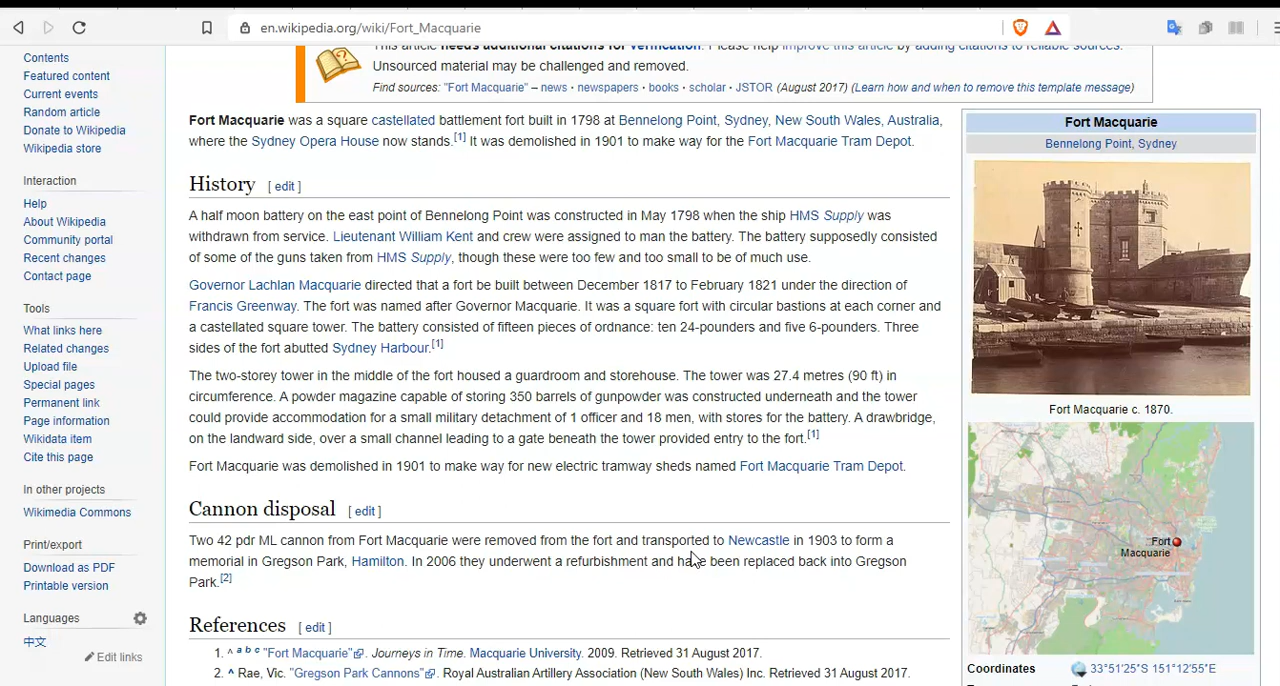 en.wikipedia.org/wiki/Fort_Macquarie
Contents
Featured content
Current events
Random article
Donate to Wikipedia
Wikipedia store
Interaction
Help
About Wikipedia
Community portal
Recent changes
Contact page
Tools
What links here
Related changes
Upload file
Special pages
Permanent link
Page information
Wikidata item
Cite this page
In other projects
Wikimedia Commons
Print/export
Download as PDF
Printable version
Languages
中文
Edit links
This article needs additional citations for verification. Please help improve this article by adding citations to reliable sources.
Unsourced material may be challenged and removed.
Find sources: "Fort Macquarie" – news · newspapers · books · scholar · JSTOR (August 2017) (Learn how and when to remove this template message)
Fort Macquarie was a square castellated battlement fort built in 1798 at Bennelong Point, Sydney, New South Wales, Australia,
where the Sydney Opera House now stands.[1] It was demolished in 1901 to make way for the Fort Macquarie Tram Depot.
History [ edit ]
A half moon battery on the east point of Bennelong Point was constructed in May 1798 when the ship HMS Supply was
withdrawn from service. Lieutenant William Kent and crew were assigned to man the battery. The battery supposedly consisted
of some of the guns taken from HMS Supply, though these were too few and too small to be of much use.
Governor Lachlan Macquarie directed that a fort be built between December 1817 to February 1821 under the direction of
Francis Greenway. The fort was named after Governor Macquarie. It was a square fort with circular bastions at each corner and
a castellated square tower. The battery consisted of fifteen pieces of ordnance: ten 24-pounders and five 6-pounders. Three
sides of the fort abutted Sydney Harbour.[1]
The two-storey tower in the middle of the fort housed a guardroom and storehouse. The tower was 27.4 metres (90 ft) in
circumference. A powder magazine capable of storing 350 barrels of gunpowder was constructed underneath and the tower
could provide accommodation for a small military detachment of 1 officer and 18 men, with stores for the battery. A drawbridge,
on the landward side, over a small channel leading to a gate beneath the tower provided entry to the fort.[1]
Fort Macquarie was demolished in 1901 to make way for new electric tramway sheds named Fort Macquarie Tram Depot.
Cannon disposal [ edit ]
Two 42 pdr ML cannon from Fort Macquarie were removed from the fort and transported to Newcastle in 1903 to form a
memorial in Gregson Park, Hamilton. In 2006 they underwent a refurbishment and have been replaced back into Gregson
Park.[2]
References [ edit ]
1. ^ a b c "Fort Macquarie". Journeys in Time. Macquarie University. 2009. Retrieved 31 August 2017.
2. ^ Rae, Vic. "Gregson Park Cannons". Royal Australian Artillery Association (New South Wales) Inc. Retrieved 31 August 2017.
Fort Macquarie
Bennelong Point, Sydney
Fort Macquarie c. 1870.
Fort
Macquarie
Coordinates 33°51′25″S 151°12′55″E